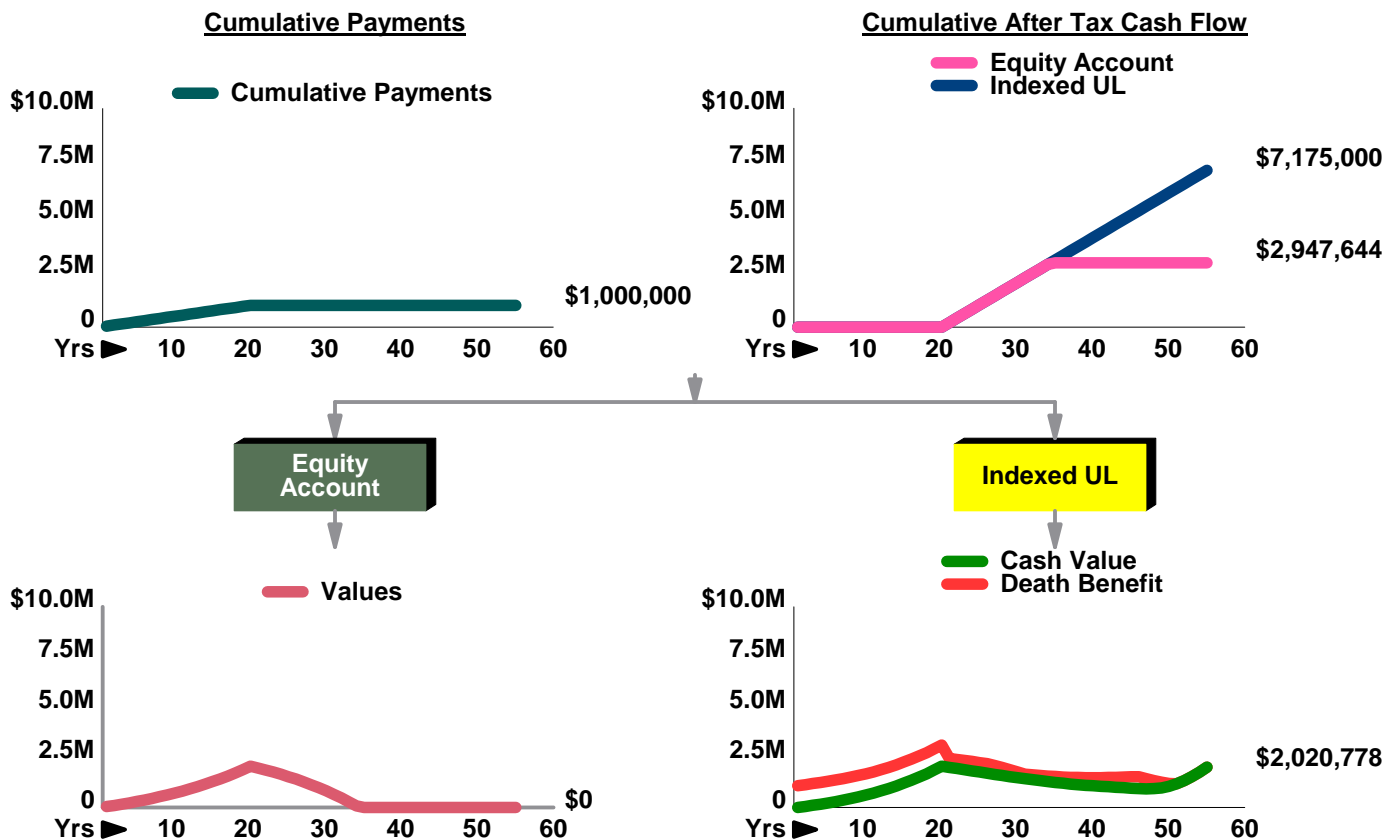 Cumulative Payments
Cumulative Payments
$10.0M
7.5M
5.0M
2.5M
0
$1,000,000
Yrs 10 20 30 40 50 60
Cumulative After Tax Cash Flow
Equity Account
Indexed UL
$10.0M
7.5M
5.0M
2.5M
0
$7,175,000
$2,947,644
Yrs 10 20 30 40 50 60
Equity
Account
Indexed UL
Values
$10.0M
7.5M
5.0M
2.5M
0
$0
Yrs 10 20 30 40 50 60
Cash Value
Death Benefit
$10.0M
7.5M
5.0M
2.5M
0
$2,020,778
Yrs 10 20 30 40 50 60